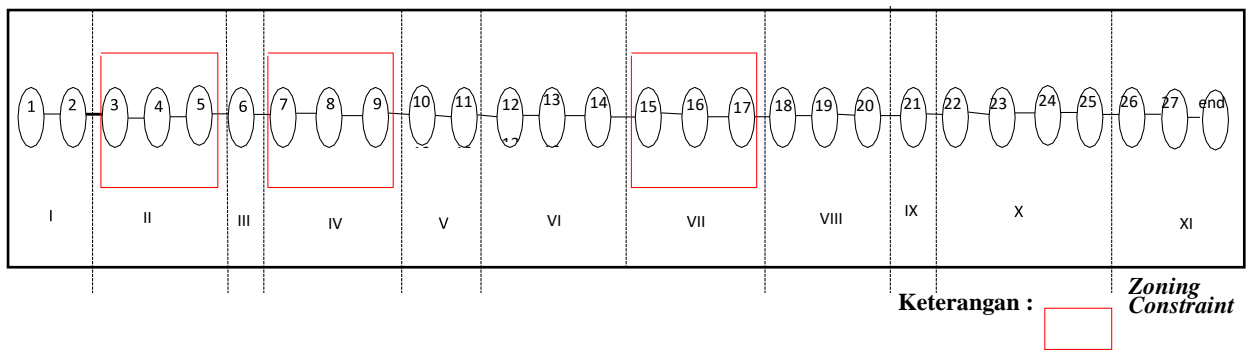 1 2 3 4 5 6 7 8 9 10 11 12 13 14 15 16 17 18 19 20 21 22 23 24 25 26 27 end
12
I II III IV V VI VII VIII IX X XI
Keterangan :
Zoning
Constraint